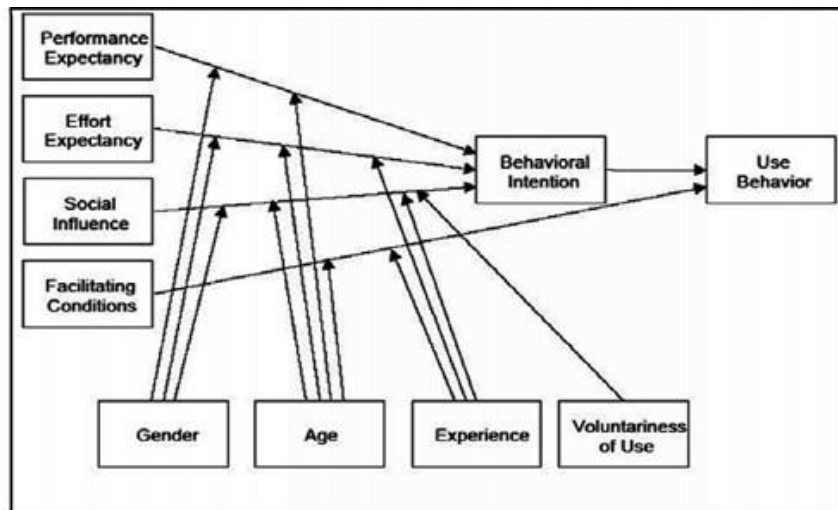 Performance
Expectancy
Effort
Expectancy
Social
Influence
Facilitating
Conditions
Behavioral
Intention
Use
Behavior
Gender
Age
Experience
Voluntariness
of Use